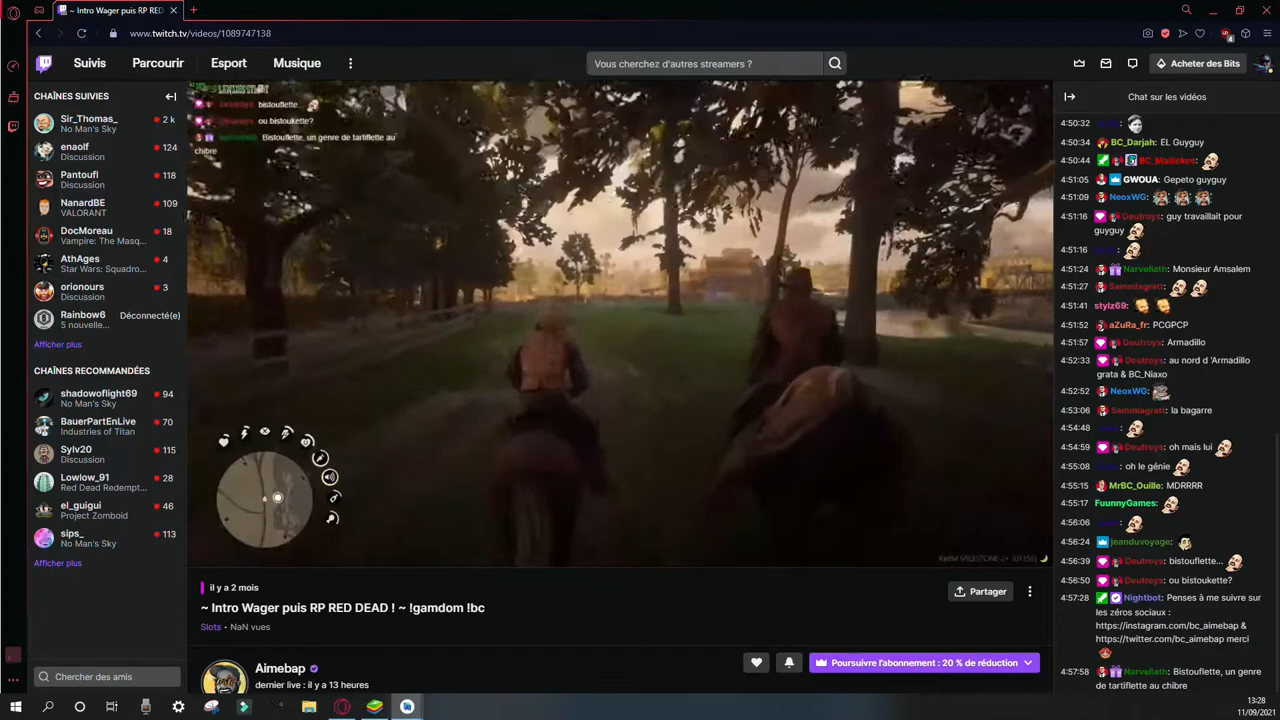 ~ Intro Wager puis RP RED
www.twitch.tv/videos/1089747138
4
Suivis
Parcourir
Esport
Musique
Vous cherchez d'autres streamers ?
Acheter des Bits
CHAÎNES SUIVIES
Sir_Thomas_
2 k
No Man's Sky
enaolf
124
Discussion
Pantoufl
118
Discussion
NanardBE
109
VALORANT
DocMoreau
18
Vampire: The Masq...
AthAges
4
Star Wars: Squadro...
orionours
3
Discussion
Rainbow6
Déconnecté(e)
5 nouvelle...
Afficher plus
CHAÎNES RECOMMANDÉES
shadowoflight69
94
No Man's Sky
BauerPartEnLive
70
Industries of Titan
Sylv20
115
Discussion
Lowlow_91
28
Red Dead Redempt...
el_guigui
46
Project Zomboid
sips_
113
No Man's Sky
Afficher plus
Chercher des amis
Deutroys bistouflette...
Deutroys ou bistoukette?
Bistouflette, un genre de tartiflette au
chibre
il y a 2 mois
~ Intro Wager puis RP RED DEAD ! ~ !gamdom !bc
Slots • NaN vues
Partager
Aimebap
dernier live : il y a 13 heures
Poursuivre l'abonnement : 20 % de réduction
Chat sur les vidéos
4:50:32
4:50:34 BC_Darjah: EL Guyguy
4:50:44
4:51:05 GWOUA: Gepeto guyguy
4:51:09 NeoxWG:
4:51:16 Deutroys: guy travaillait pour
guyguy
4:51:16
4:51:24 Narveliath: Monsieur Amsalem
4:51:27 Sammiagratt:
4:51:41 stylz69:
4:51:52 aZuRa_fr: PCGPCP
4:51:57 Deutroys: Armadillo
4:52:33 Deutroys: au nord d 'Armadillo
grata & BC_Niaxo
4:52:52 NeoxWG:
4:53:06 Sammiagratt: la bagarre
4:54:48
4:54:59 Deutroys: oh mais lui
4:55:08 : oh le génie
4:55:15 MrBC_Ouille: MDRRRR
4:55:17 FuunnyGames:
4:56:06
4:56:24 jeanduvoyage:
4:56:39 Deutroys: bistouflette...
4:56:50 Deutroys: ou bistoukette?
4:57:28 Nightbot: Penses à me suivre sur
les zéros sociaux :
https://instagram.com/bc_aimebap &
https://twitter.com/bc_aimebap merci
4:57:58 Narveliath: Bistouflette, un genre
de tartiflette au chibre
13:28
11/09/2021